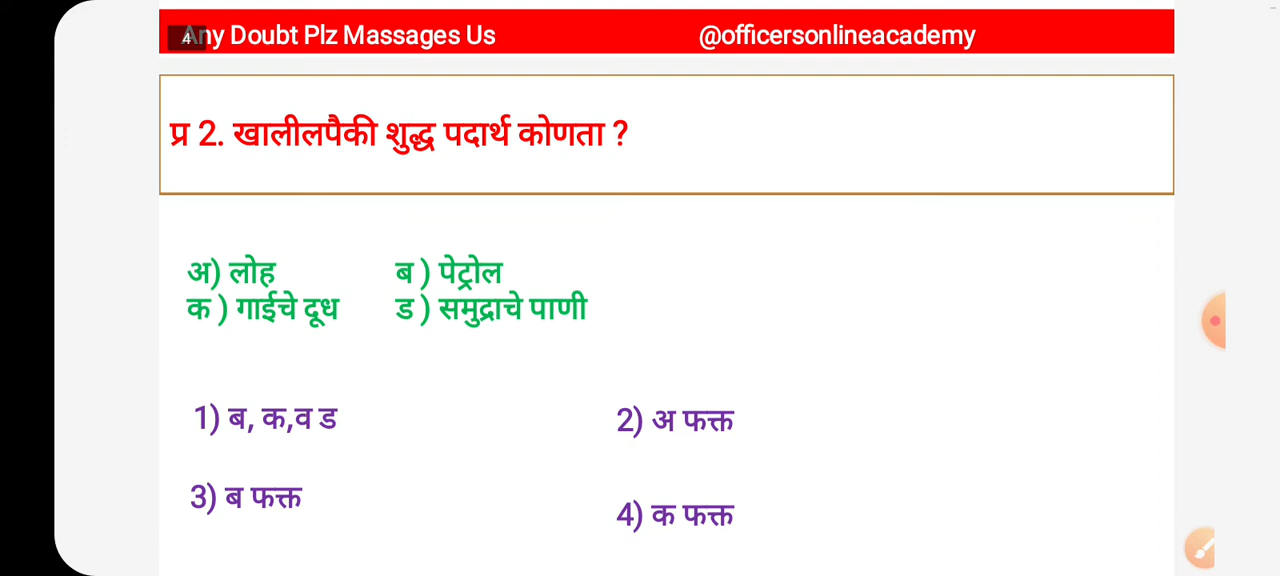 4
Any Doubt Plz Massages Us @officersonlineacademy
प्र 2. खालीलपैकी शुद्ध पदार्थ कोणता ?
अ) लोह ब ) पेट्रोल
क ) गाईचे दूध ड ) समुद्राचे पाणी
1) ब, क,व ड 2) अ फक्त
3) ब फक्त
4) क फक्त